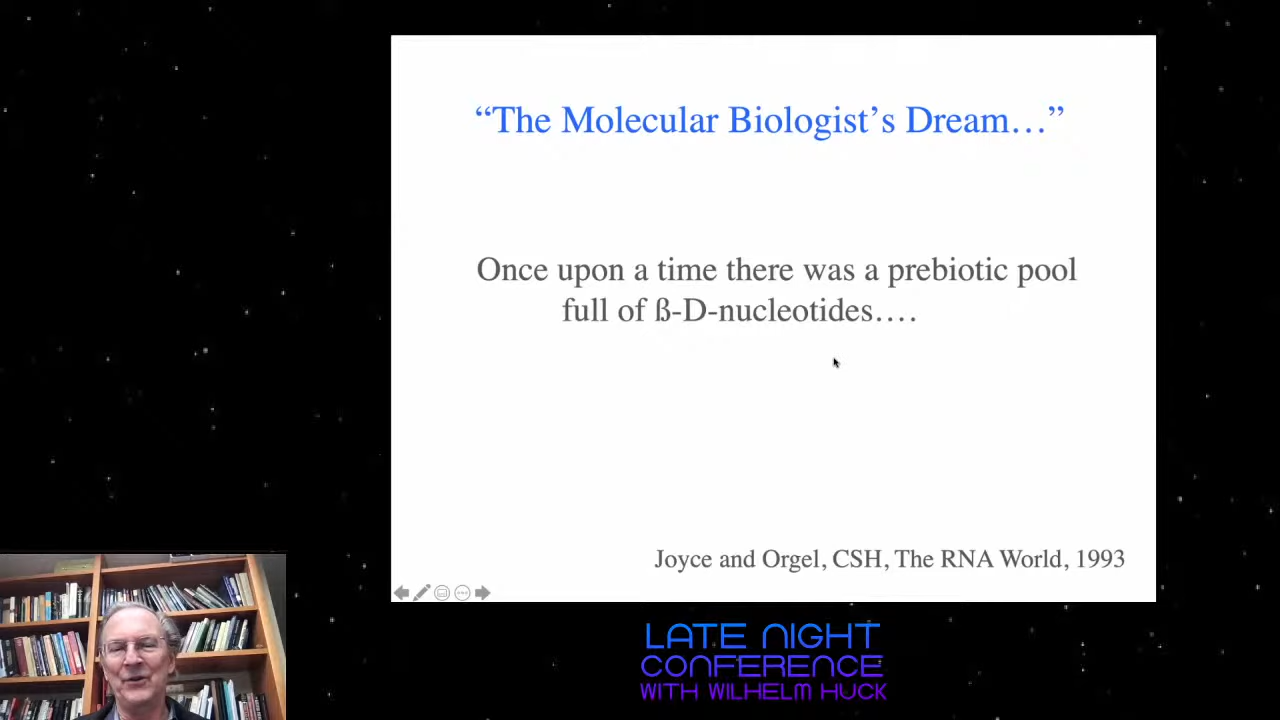 “The Molecular Biologist’s Dream…”
Once upon a time there was a prebiotic pool
full of ß-D-nucleotides….
Joyce and Orgel, CSH, The RNA World, 1993
LATE NIGHT
CONFERENCE
WITH WILHELM HUCK